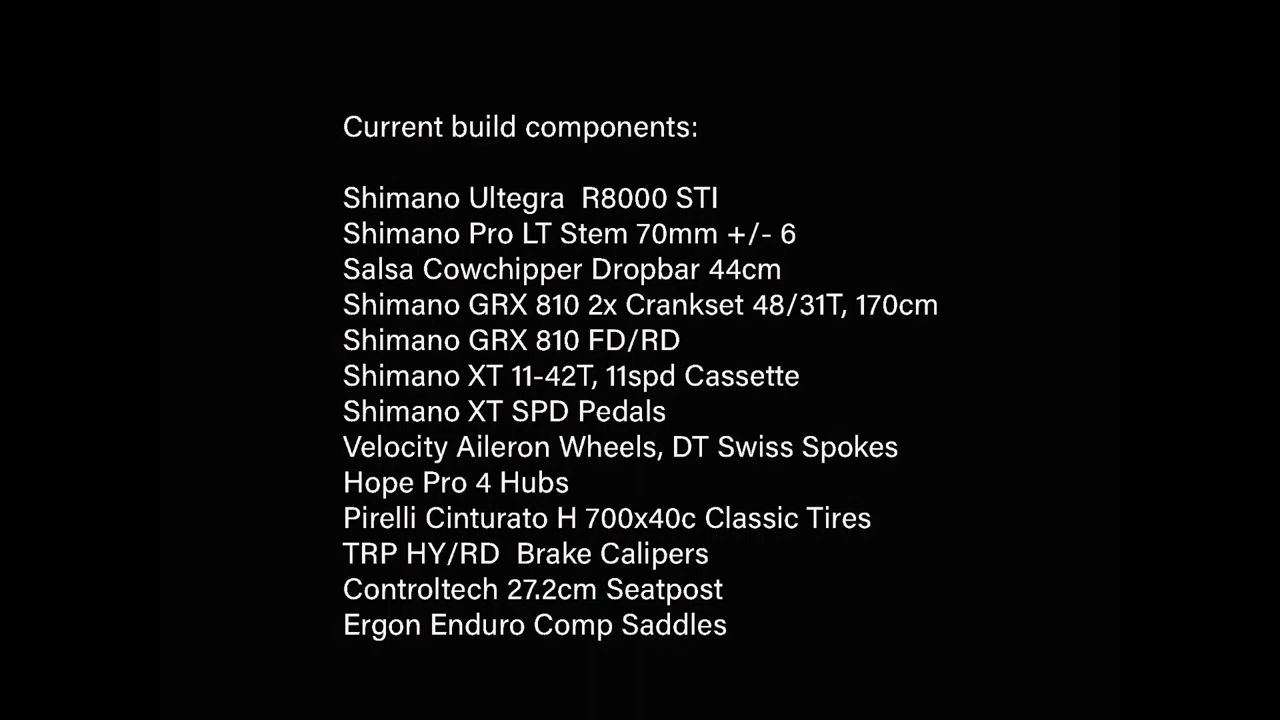 Current build components:
Shimano Ultegra  R8000 STI
Shimano Pro LT Stem 70mm +/- 6
Salsa Cowchipper Dropbar 44cm
Shimano GRX 810 2x Crankset 48/31T, 170cm
Shimano GRX 810 FD/RD
Shimano XT 11-42T, 11spd Cassette
Shimano XT SPD Pedals
Velocity Aileron Wheels, DT Swiss Spokes
Hope Pro 4 Hubs
Pirelli Cinturato H 700x40c Classic Tires
TRP HY/RD  Brake Calipers
Controltech 27.2cm Seatpost
Ergon Enduro Comp Saddles